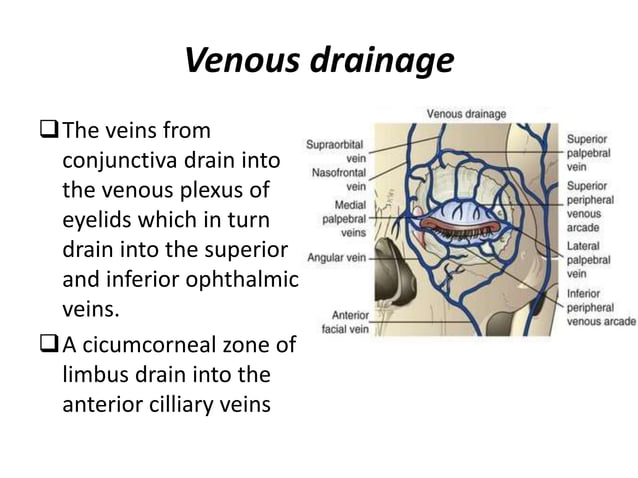 Venous drainage
❑The veins from
conjunctiva drain into
the venous plexus of
eyelids which in turn
drain into the superior
and inferior ophthalmic
veins.
❑A cicumcorneal zone of
limbus drain into the
anterior cilliary veins
Venous drainage
Supraorbital
vein
Nasofrontal
vein
Medial
palpebral
veins
Angular vein
Anterior
facial vein
Superior
palpebral
vein
Superior
peripheral
venous
arcade
Lateral
palpebral
vein
Inferior
peripheral
venous arcade